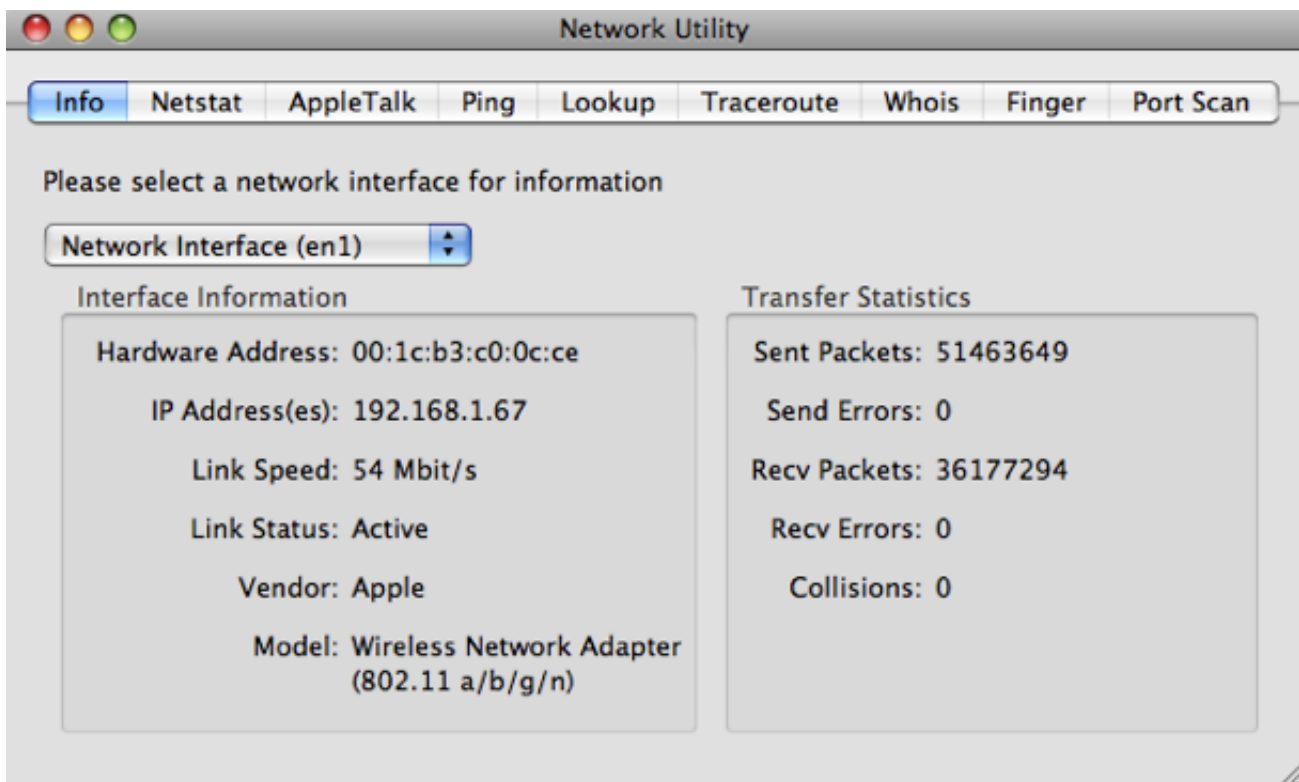 Network Utility
Info Netstat AppleTalk Ping Lookup Traceroute Whois Finger Port Scan
Please select a network interface for information
Network Interface (en1)
Interface Information
Hardware Address: 00:1c:b3:c0:0c:ce
IP Address(es): 192.168.1.67
Link Speed: 54 Mbit/s
Link Status: Active
Vendor: Apple
Model: Wireless Network Adapter
(802.11 a/b/g/n)
Transfer Statistics
Sent Packets: 51463649
Send Errors: 0
Recv Packets: 36177294
Recv Errors: 0
Collisions: 0